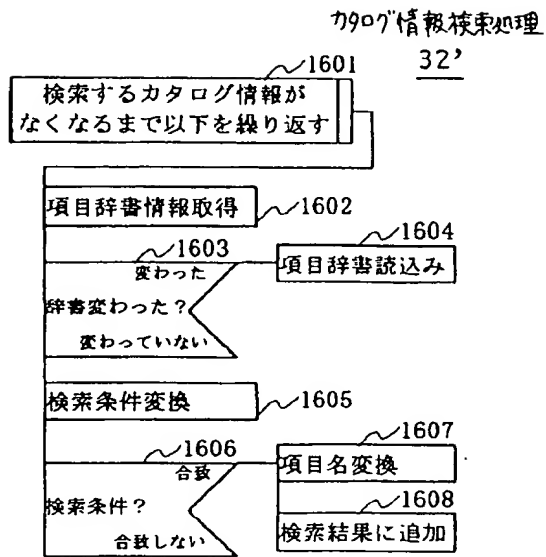 カタログ情報検索処理
32’
1601
検索するカタログ情報が
なくなるまで以下を繰り返す
項目辞書情報取得
1602
1603
1604
変わった
項目辞書読込み
辞書変わった？
変わっていない
検索条件変換
1605
1606
1607
合致
項目名変換
検索条件？
1608
検索結果に追加
合致しない